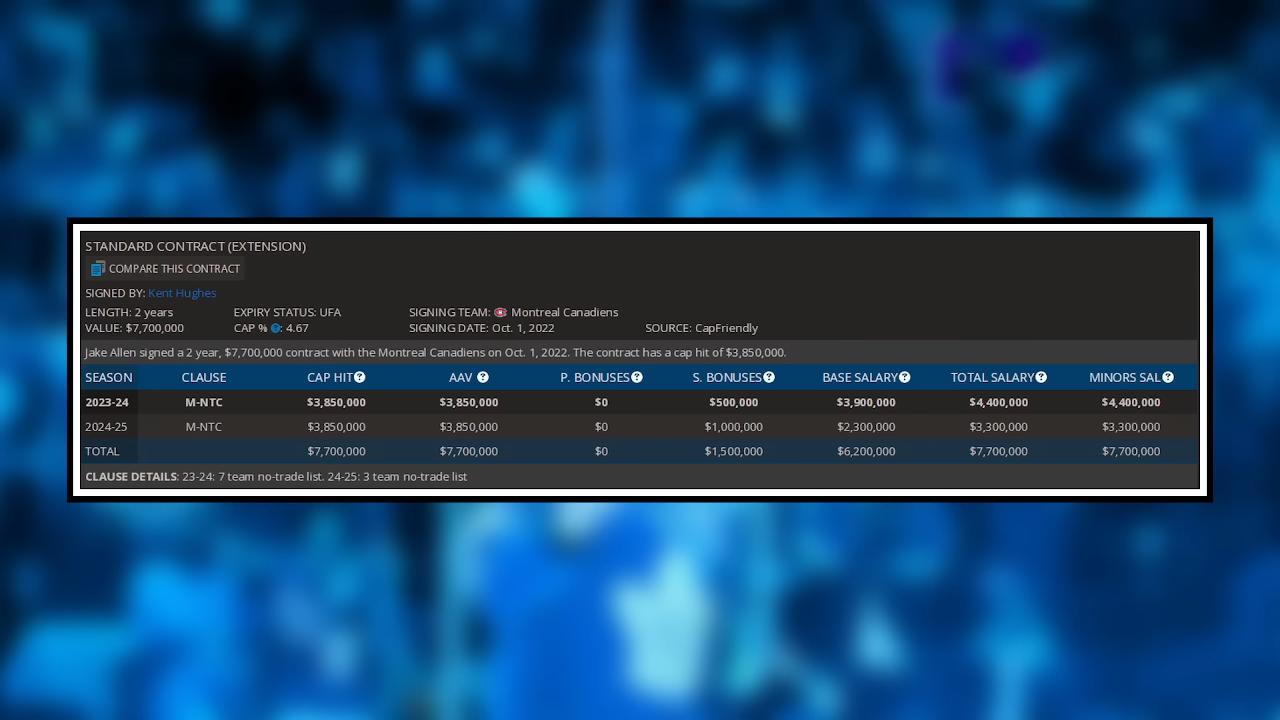 STANDARD CONTRACT (EXTENSION)
COMPARE THIS CONTRACT
SIGNED BY: Kent Hughes
LENGTH: 2 years EXPIRY STATUS: UFA SIGNING TEAM: Montreal Canadiens
VALUE: $7,700,000 CAP % ?: 4.67 SIGNING DATE: Oct. 1, 2022 SOURCE: CapFriendly
Jake Allen signed a 2 year, $7,700,000 contract with the Montreal Canadiens on Oct. 1, 2022. The contract has a cap hit of $3,850,000.
SEASON CLAUSE CAP HIT? AAV ? P. BONUSES? S. BONUSES? BASE SALARY? TOTAL SALARY? MINORS SAL?
2023-24 M-NTC $3,850,000 $3,850,000 $0 $500,000 $3,900,000 $4,400,000 $4,400,000
2024-25 M-NTC $3,850,000 $3,850,000 $0 $1,000,000 $2,300,000 $3,300,000 $3,300,000
TOTAL $7,700,000 $7,700,000 $0 $1,500,000 $6,200,000 $7,700,000 $7,700,000
CLAUSE DETAILS: 23-24: 7 team no-trade list. 24-25: 3 team no-trade list